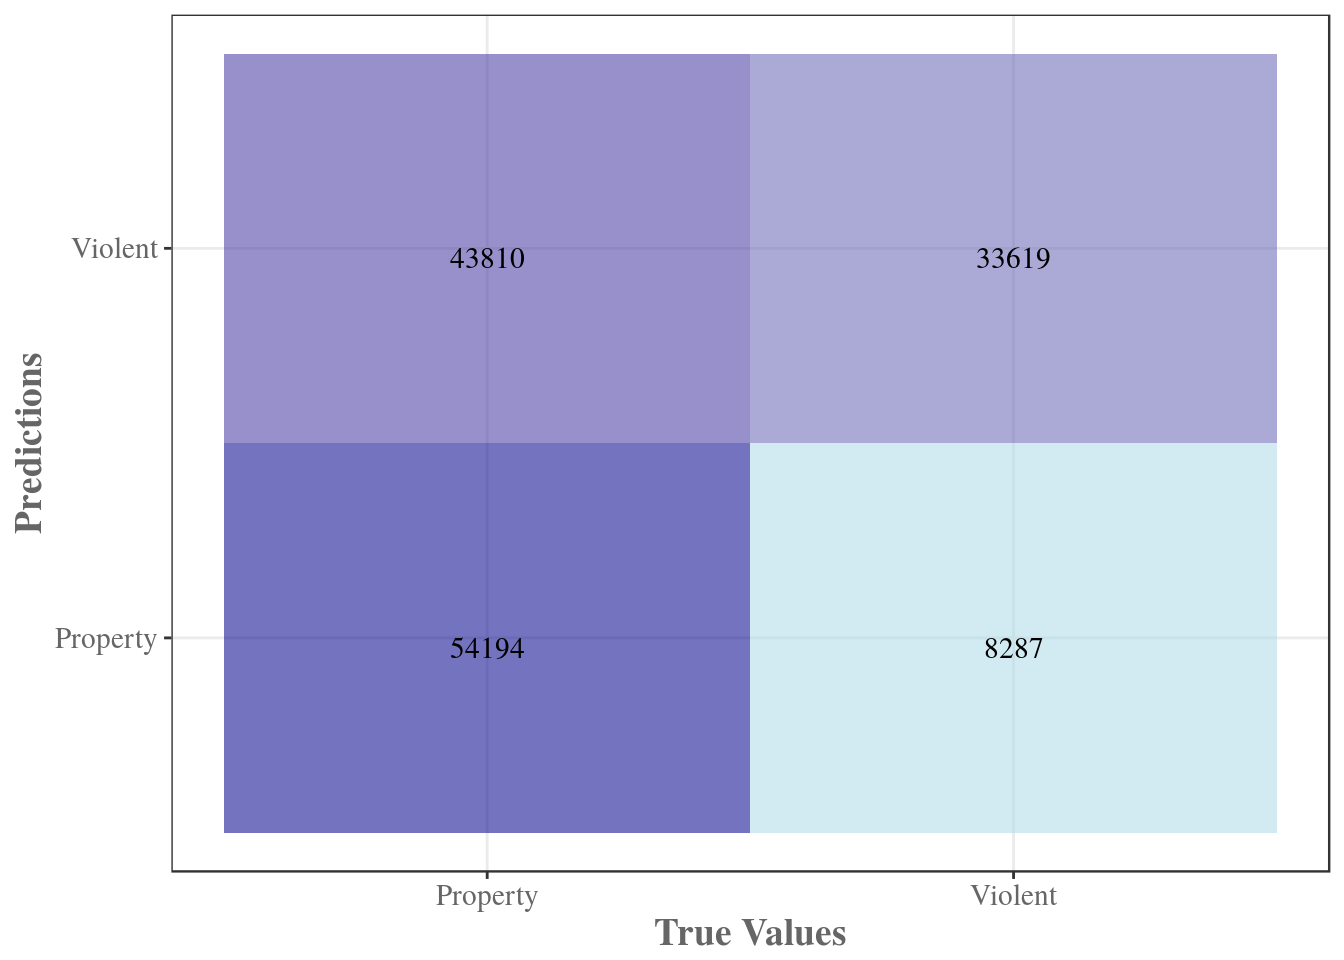 Predictions
Violent
43810
33619
Property
54194
8287
Property
Violent
True Values